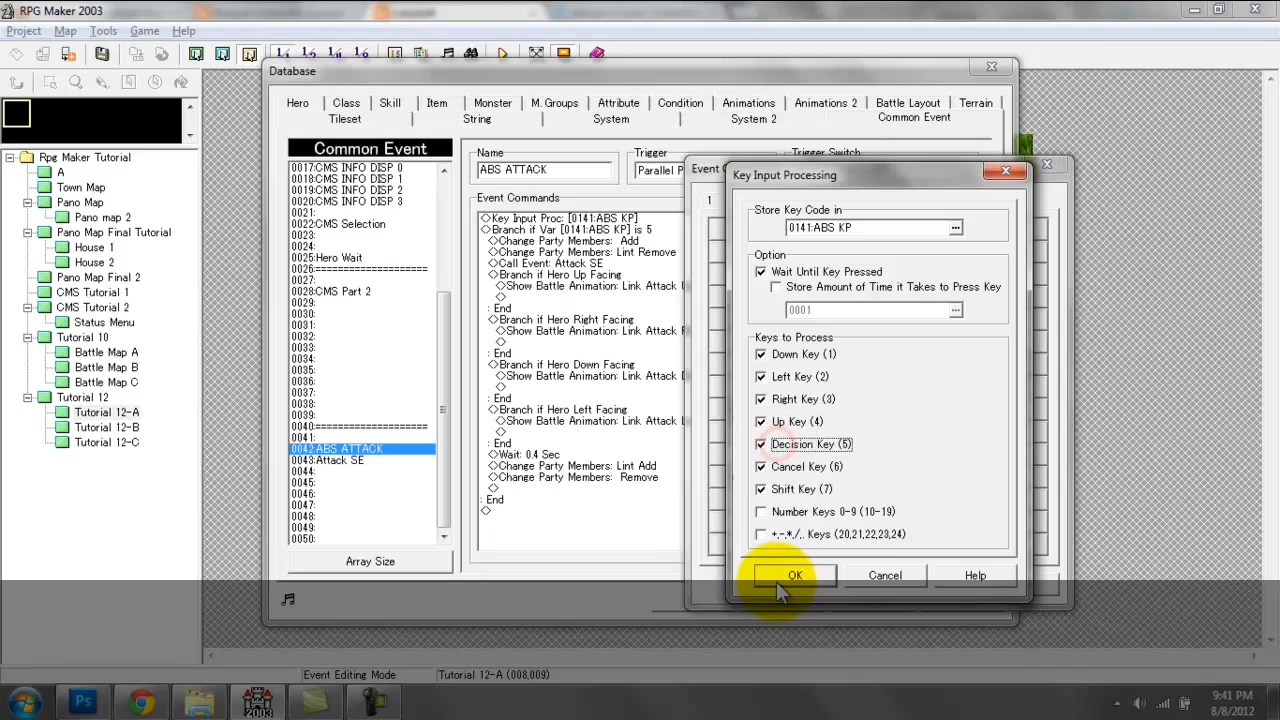 RPG Maker 2003
Project Map Tools Game Help
Database
Hero Class Skill Item Monster M. Groups Attribute Condition Animations Animations 2 Battle Layout Terrain
Tileset String System System 2 Common Event
Common Event
0017:CMS INFO DISP 0
0018:CMS INFO DISP 1
0019:CMS INFO DISP 2
0020:CMS INFO DISP 3
0021:
0022:CMS Selection
0023:
0024:
0025:Hero Wait
0026:====================
0027:
0028:CMS Part 2
0029:
0030:
0031:
0032:
0033:
0034:
0035:
0036:
0037:
0038:
0039:
0040:====================
0041:
0042:ABS ATTACK
0043:Attack SE
0044:
0045:
0046:
0047:
0048:
0049:
0050:
Array Size
Rpg Maker Tutorial
A
Town Map
Pano Map
Pano map 2
Pano Map Final Tutorial
House 1
House 2
Pano Map Final 2
CMS Tutorial 1
CMS Tutorial 2
Status Menu
Tutorial 10
Battle Map A
Battle Map B
Battle Map C
Tutorial 12
Tutorial 12-A
Tutorial 12-B
Tutorial 12-C
Name
ABS ATTACK
Trigger
Parallel P
Trigger Switch
Event Commands
<>Key Input Proc: [0141:ABS KP]
<>Branch if Var [0141:ABS KP] is 5
<>Change Party Members: Add
<>Change Party Members: Lint Remove
<>Call Event: Attack SE
<>Branch if Hero Up Facing
<>Show Battle Animation: Link Attack
<>
: End
<>Branch if Hero Right Facing
<>Show Battle Animation: Link Attack
<>
: End
<>Branch if Hero Down Facing
<>Show Battle Animation: Link Attack
<>
: End
<>Branch if Hero Left Facing
<>Show Battle Animation: Link Attack
<>
: End
<>Wait: 0.4 Sec
<>Change Party Members: Lint Add
<>Change Party Members: Remove
<>
: End
<>
Event C
1
Key Input Processing
Store Key Code in
0141:ABS KP
Option
Wait Until Key Pressed
Store Amount of Time it Takes to Press Key
0001
Keys to Process
Down Key (1)
Left Key (2)
Right Key (3)
Up Key (4)
Decision Key (5)
Cancel Key (6)
Shift Key (7)
Number Keys 0-9 (10-19)
+,-,*,/,. Keys (20,21,22,23,24)
OK Cancel Help
Event Editing Mode Tutorial 12-A (008,009)
Ps
2003
9:41 PM
8/8/2012